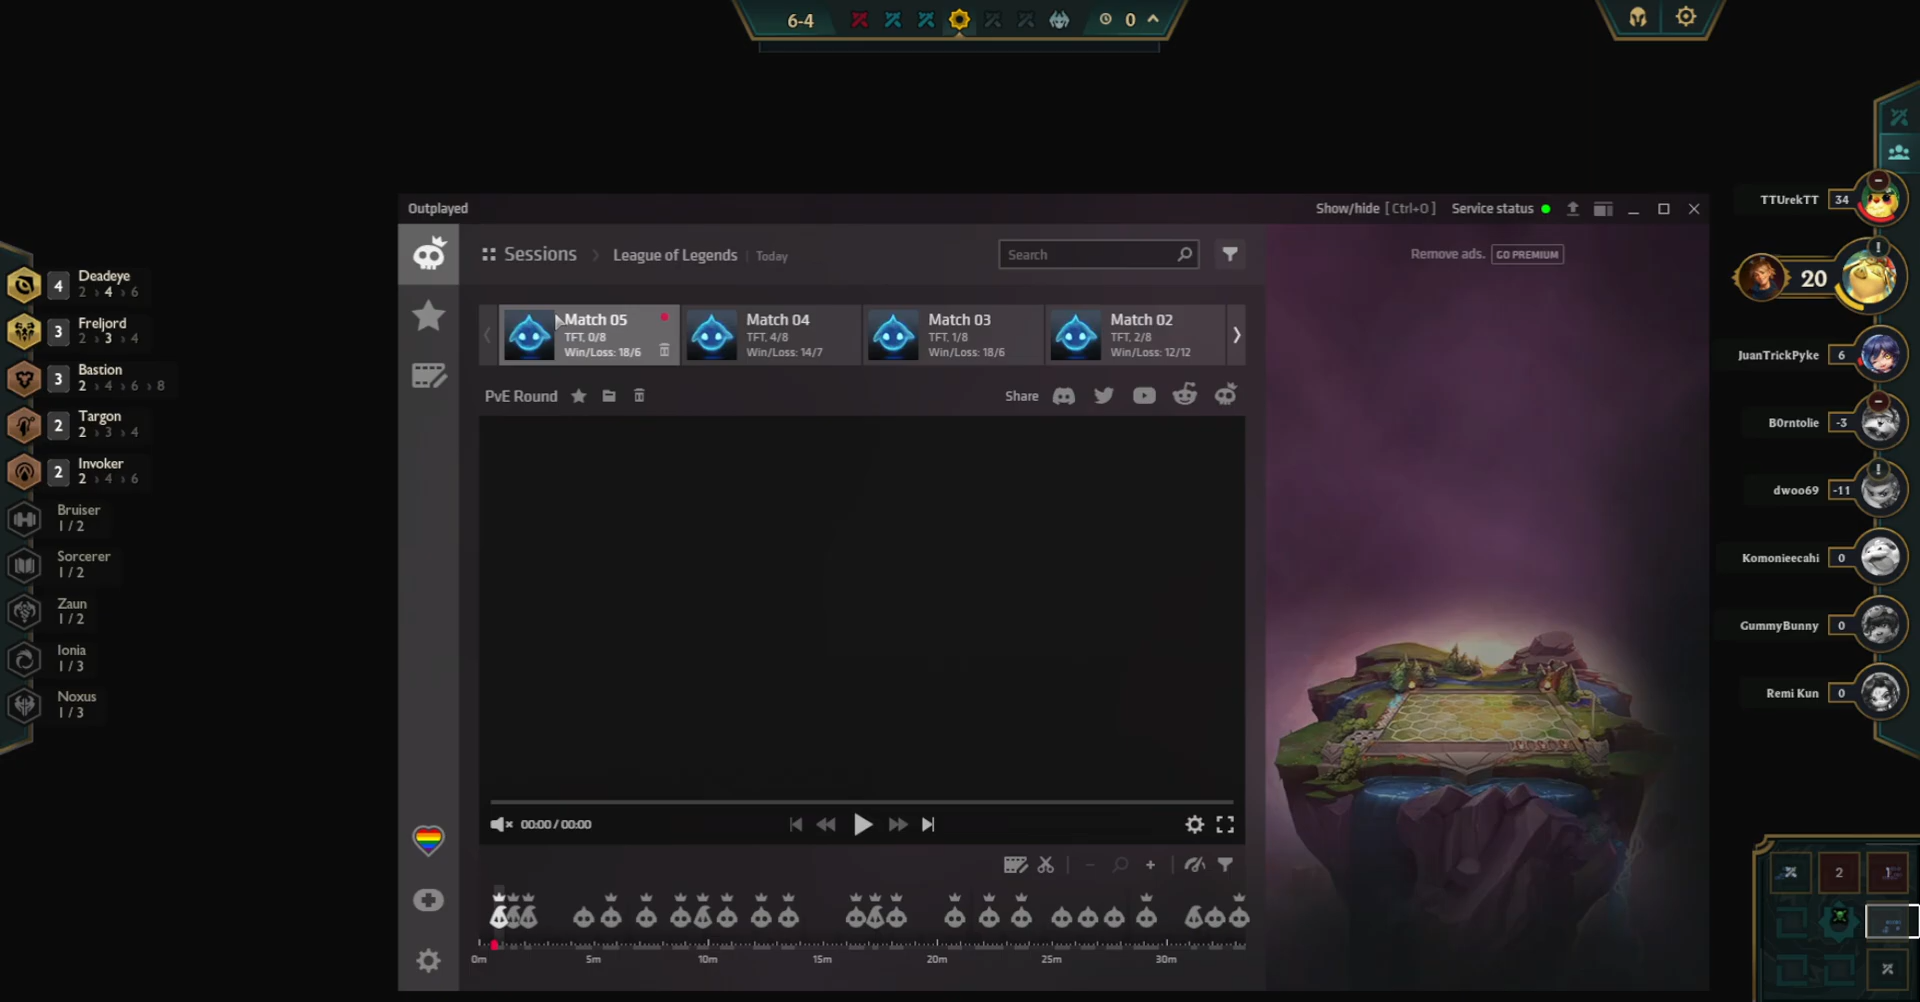 6-4
0
Outplayed
Show/hide [Ctrl+O]
Service status
Sessions
League of Legends
Today
Search
Remove ads.
GO PREMIUM
Match 05
TFT, 0/8
Win/Loss: 18/6
Match 04
TFT, 4/8
Win/Loss: 14/7
Match 03
TFT, 1/8
Win/Loss: 18/6
Match 02
TFT, 2/8
Win/Loss: 12/12
PvE Round
Share
00:00 / 00:00
0m
5m
10m
15m
20m
25m
30m
4
Deadeye
2 › 4 › 6
3
Freljord
2 › 3 › 4
3
Bastion
2 › 4 › 6 › 8
2
Targon
2 › 3 › 4
2
Invoker
2 › 4 › 6
Bruiser
1 / 2
Sorcerer
1 / 2
Zaun
1 / 2
Ionia
1 / 3
Noxus
1 / 3
TTUrekTT 34
20
JuanTrickPyke 6
B0rntolie -3
dwoo69 -11
Komonieecahi 0
GummyBunny 0
Remi Kun 0
2